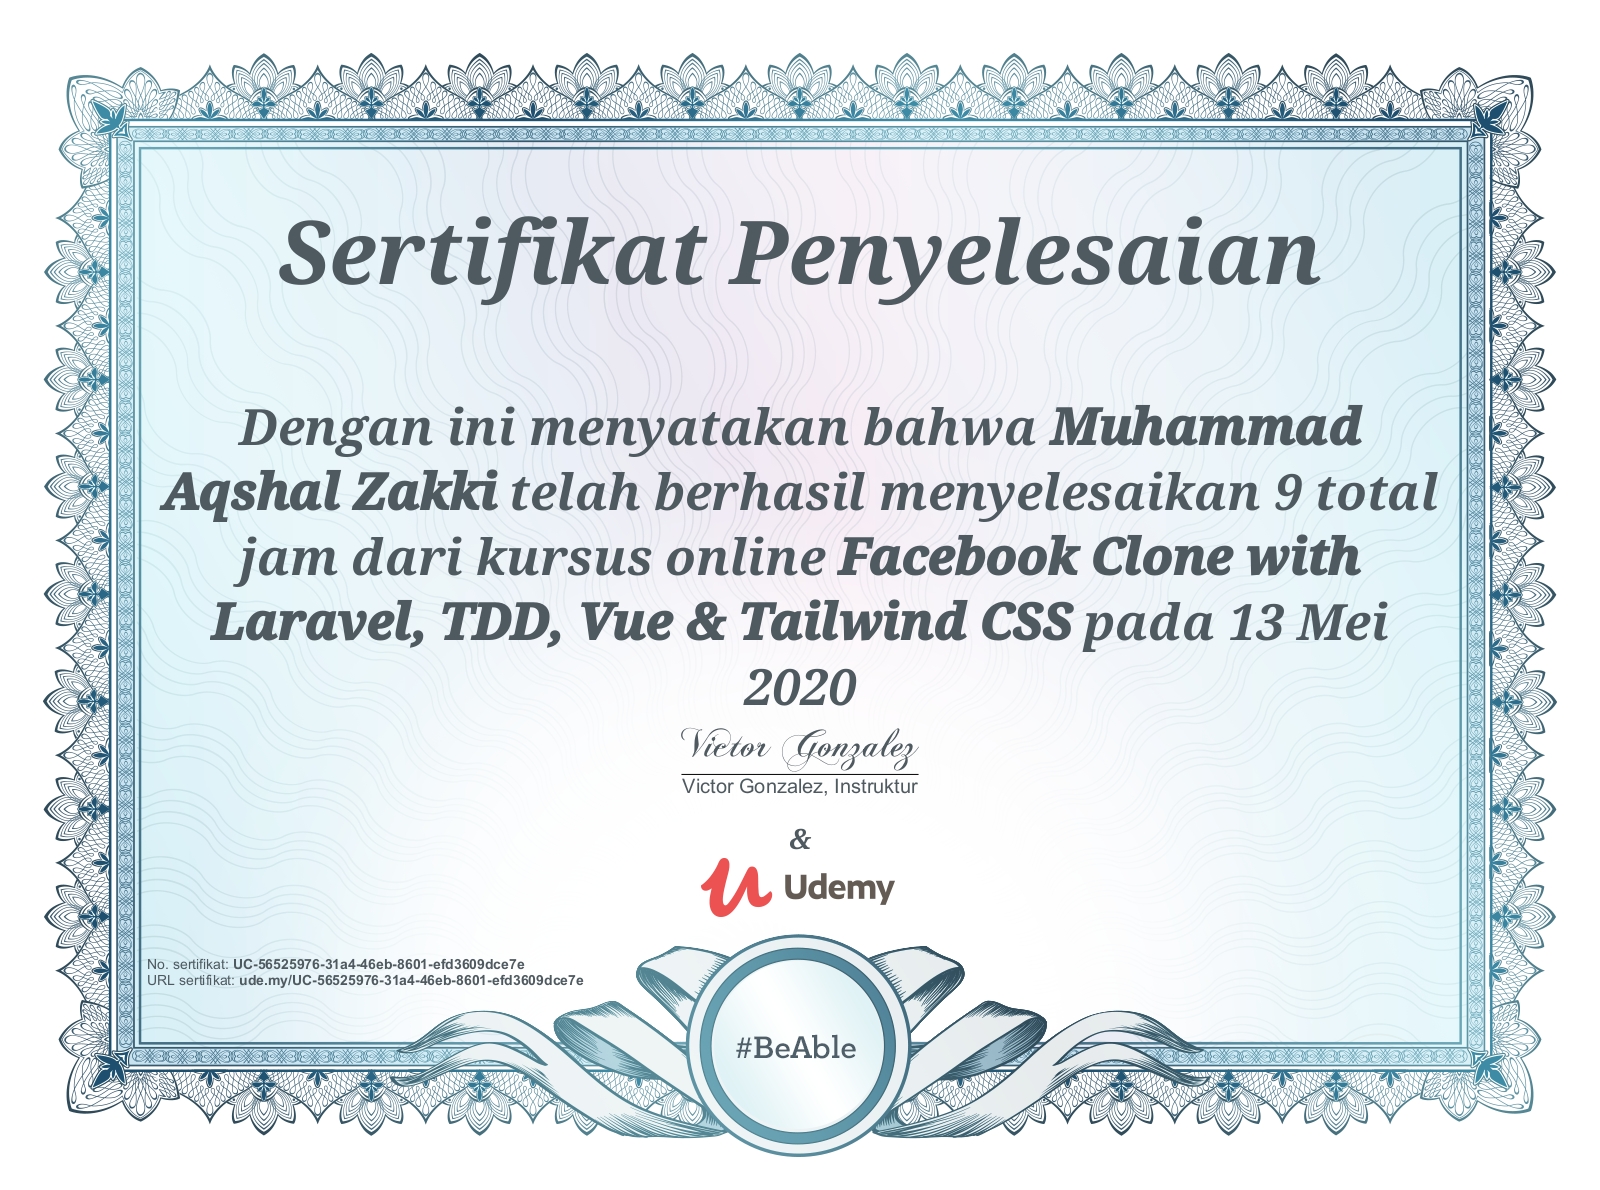 Sertifikat Penyelesaian
Dengan ini menyatakan bahwa Muhammad
Aqshal Zakki telah berhasil menyelesaikan 9 total
jam dari kursus online Facebook Clone with
Laravel, TDD, Vue & Tailwind CSS pada 13 Mei
2020
Victor Gonzalez
Victor Gonzalez, Instruktur
&
Udemy
No. sertifikat: UC-56525976-31a4-46eb-8601-efd3609dce7e
URL sertifikat: ude.my/UC-56525976-31a4-46eb-8601-efd3609dce7e
#BeAble